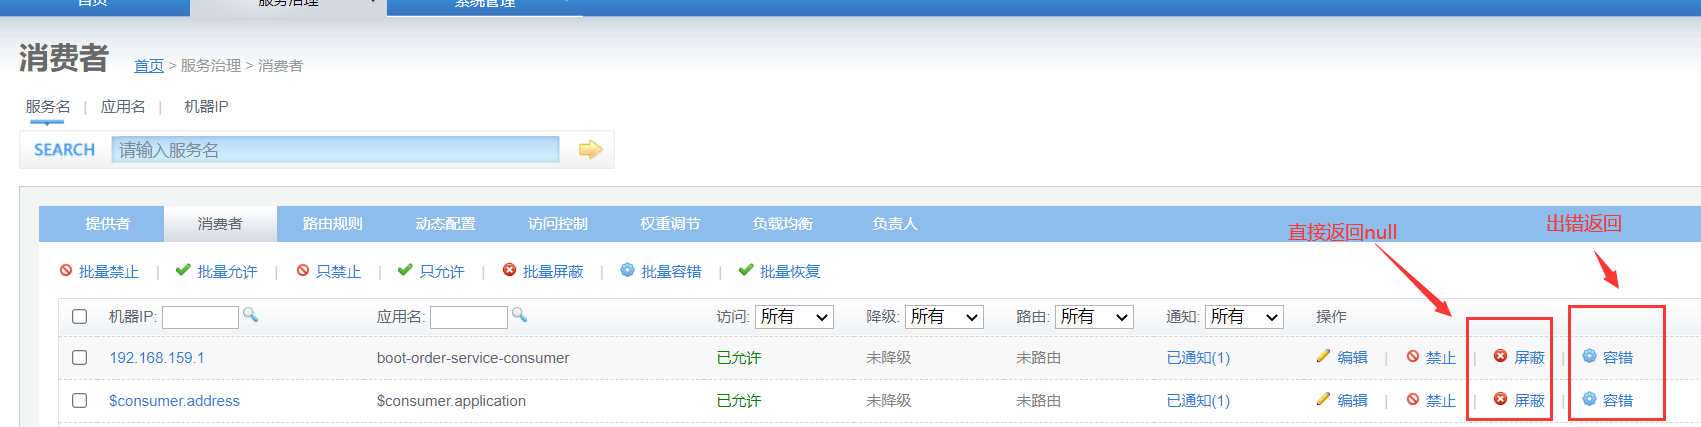 首页 服务治理 系统管理
消费者 首页 > 服务治理 > 消费者
服务名 | 应用名 | 机器IP
SEARCH 请输入服务名
提供者 消费者 路由规则 动态配置 访问控制 权重调节 负载均衡 负责人
直接返回null
出错返回
批量禁止 | 批量允许 | 只禁止 | 只允许 | 批量屏蔽 | 批量容错 | 批量恢复
机器IP: 应用名: 访问: 所有 降级: 所有 路由: 所有 通知: 所有 操作
192.168.159.1 boot-order-service-consumer 已允许 未降级 未路由 已通知(1) 编辑 | 禁止 | 屏蔽 | 容错
$consumer.address $consumer.application 已允许 未降级 未路由 已通知(1) 编辑 | 禁止 | 屏蔽 | 容错